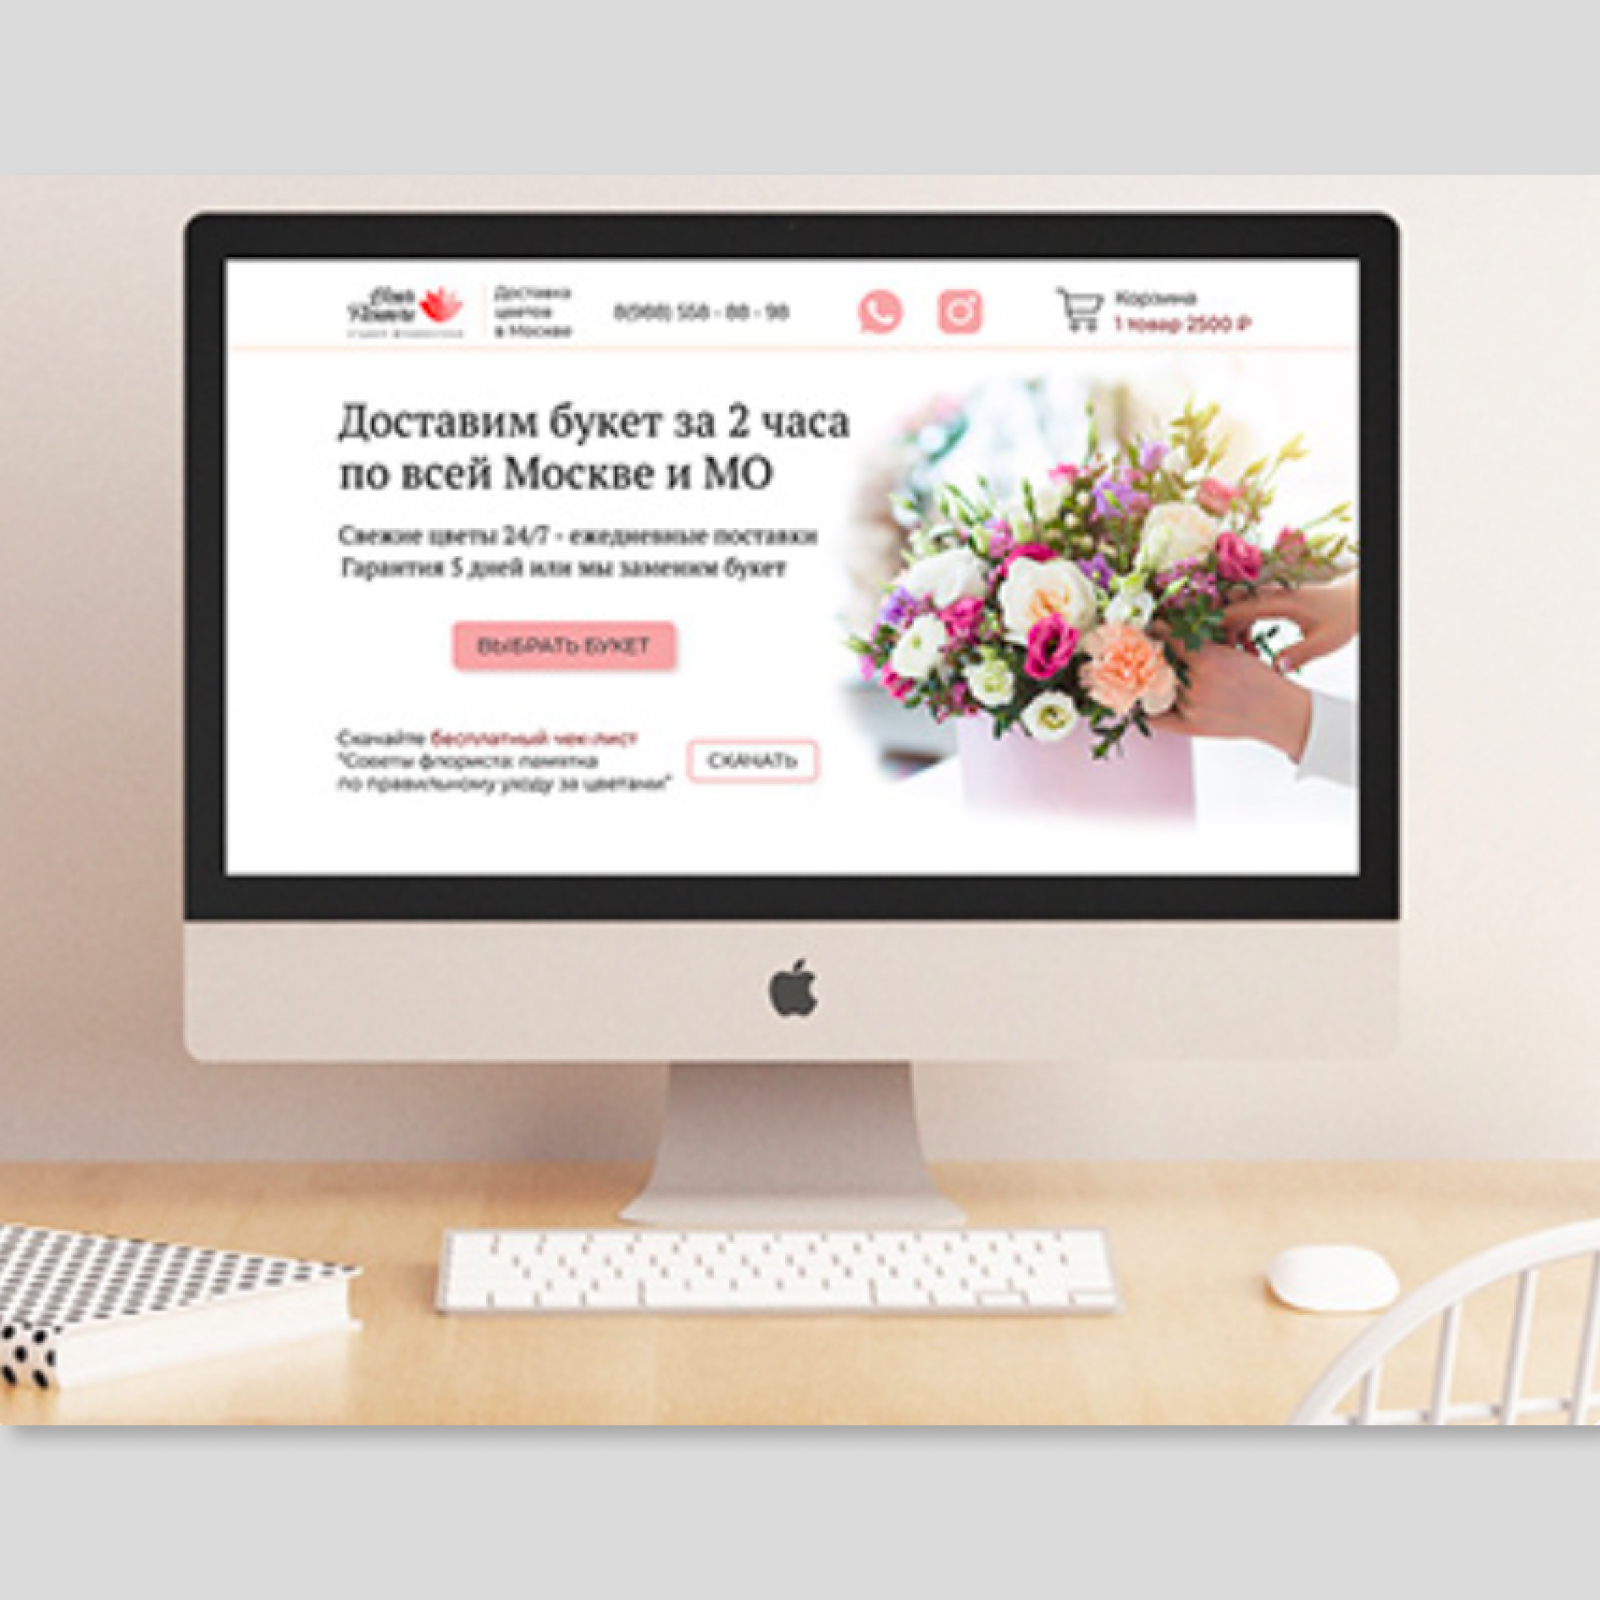 Flowers
Доставка
цветов
в Москве
8(988) 558 - 88 - 98
Корзина
1 товар 2500 ₽
Доставим букет за 2 часа
по всей Москве и МО
Свежие цветы 24/7 - ежедневные поставки
Гарантия 5 дней или мы заменим букет
ВЫБРАТЬ БУКЕТ
Скачайте бесплатный чек-лист
"Советы флориста: памятка
по правильному уходу за цветами"
СКАЧАТЬ